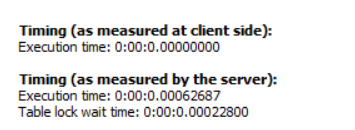 Timing (as measured at client side):
Execution time: 0:00:0.00000000
Timing (as measured by the server):
Execution time: 0:00:0.00062687
Table lock wait time: 0:00:0.00022800